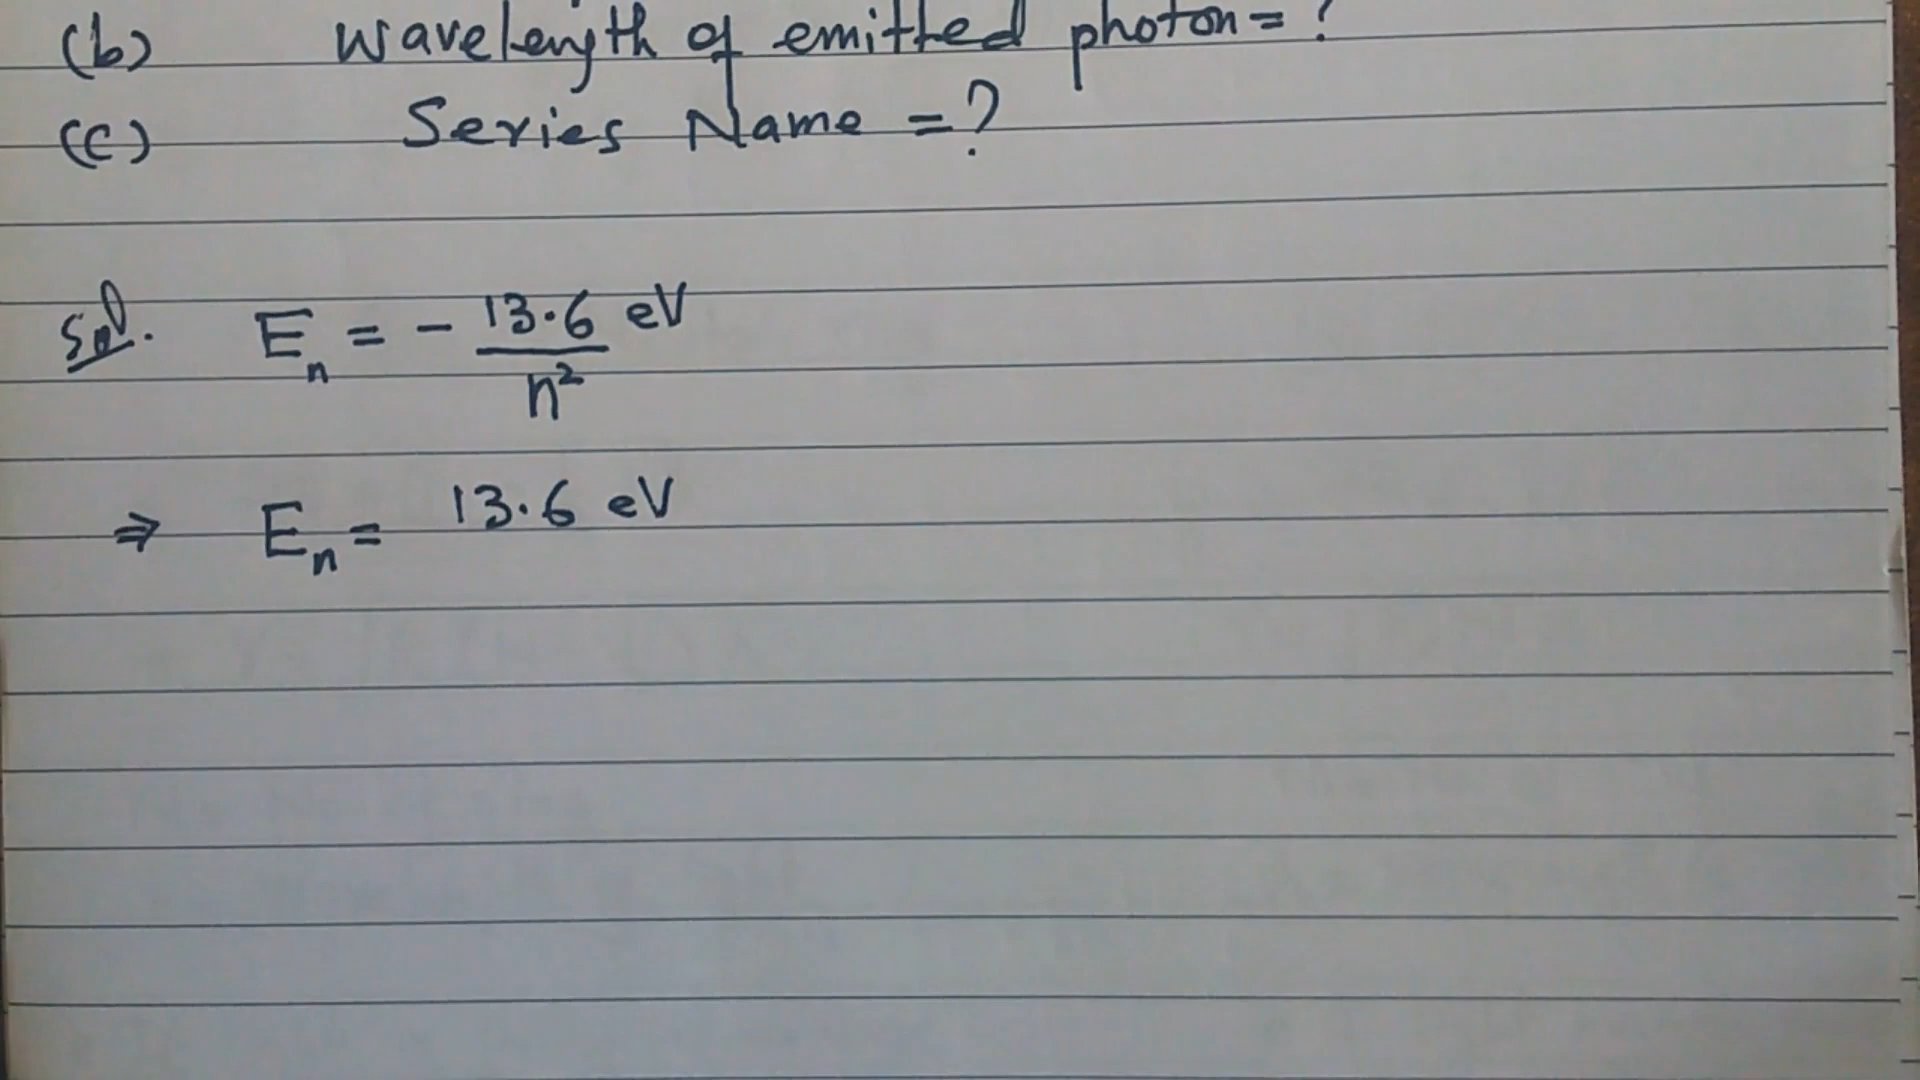 (b) Wavelength of emitted photon = ?
(c) Series Name = ?
Sol. Eₙ = - 13.6 eV / n²
⇒ Eₙ = 13.6 eV